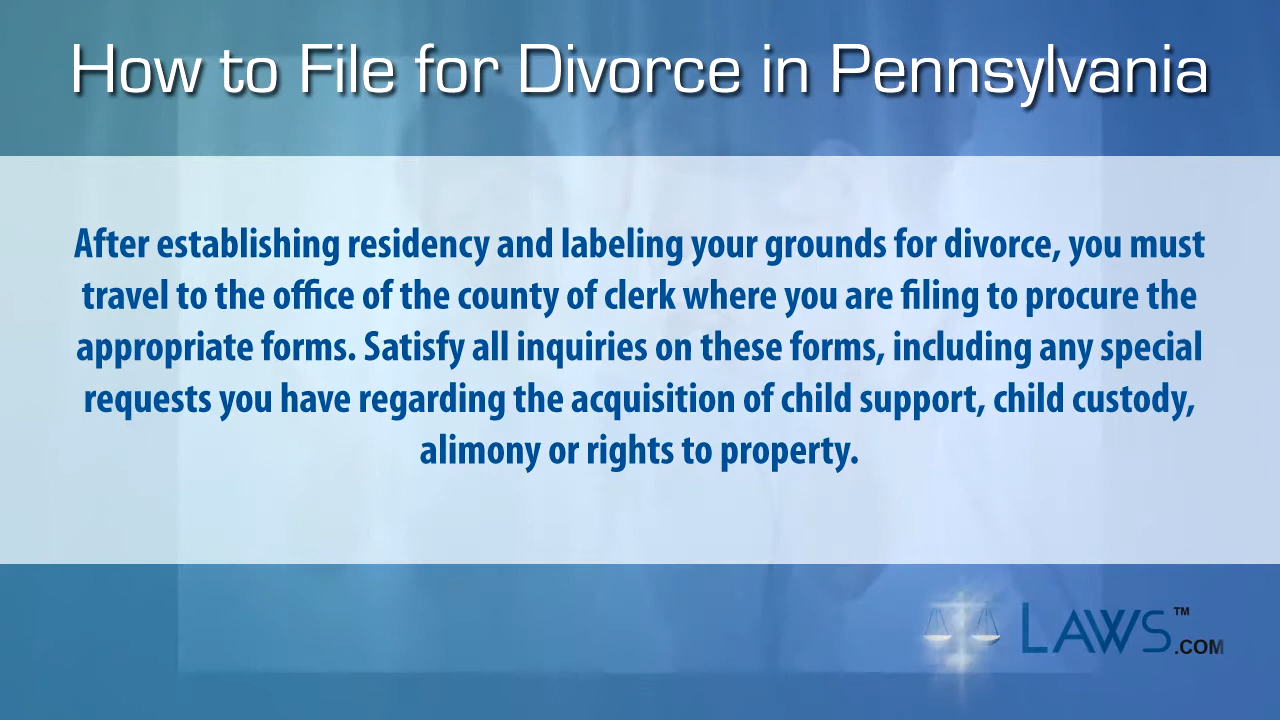 How to File for Divorce in Pennsylvania
After establishing residency and labeling your grounds for divorce, you must
travel to the office of the county of clerk where you are filing to procure the
appropriate forms. Satisfy all inquiries on these forms, including any special
requests you have regarding the acquisition of child support, child custody,
alimony or rights to property.
LAWS™.COM